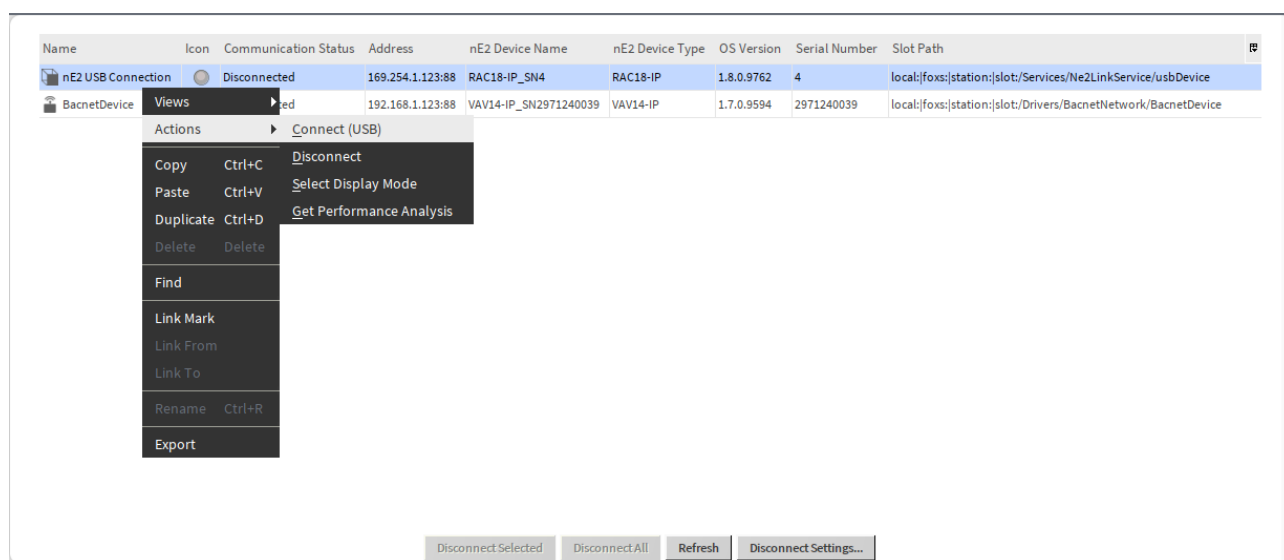 Name Icon Communication Status Address nE2 Device Name nE2 Device Type OS Version Serial Number Slot Path
nE2 USB Connection Disconnected 169.254.1.123:88 RAC18-IP_SN4 RAC18-IP 1.8.0.9762 4 local:|foxs:|station:|slot:/Services/Ne2LinkService/usbDevice
BacnetDevice 192.168.1.123:88 VAV14-IP_SN2971240039 VAV14-IP 1.7.0.9594 2971240039 local:|foxs:|station:|slot:/Drivers/BacnetNetwork/BacnetDevice
Views
Actions
Copy Ctrl+C
Paste Ctrl+V
Duplicate Ctrl+D
Delete Delete
Find
Link Mark
Link From
Link To
Rename Ctrl+R
Export
Connect (USB)
Disconnect
Select Display Mode
Get Performance Analysis
Disconnect Selected Disconnect All Refresh Disconnect Settings...